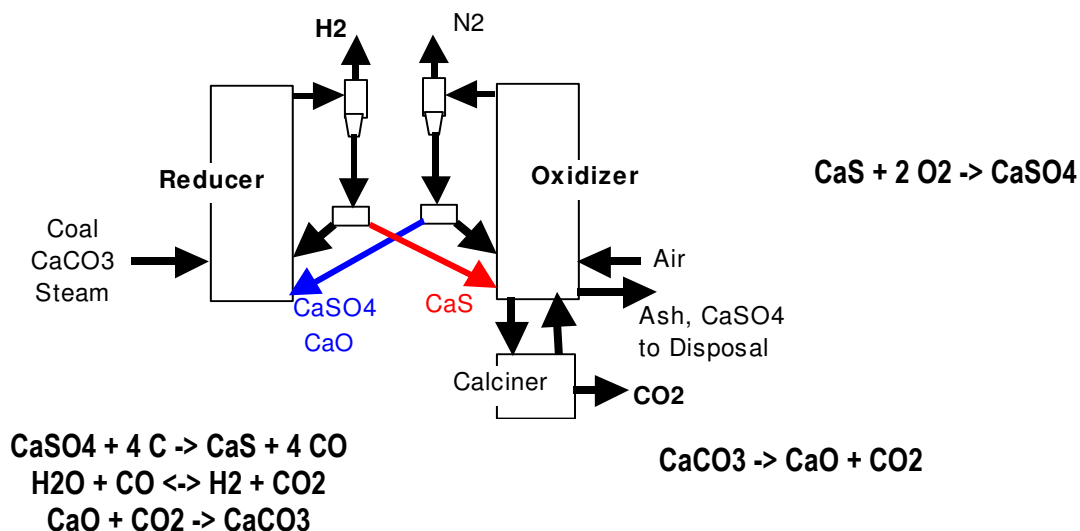 H2
N2
Reducer
Oxidizer
CaS + 2 O2 -> CaSO4
Coal
CaCO3
Steam
Air
CaSO4
CaO
CaS
Ash, CaSO4
to Disposal
Calciner
CO2
CaSO4 + 4 C -> CaS + 4 CO
H2O + CO <-> H2 + CO2
CaO + CO2 -> CaCO3
CaCO3 -> CaO + CO2